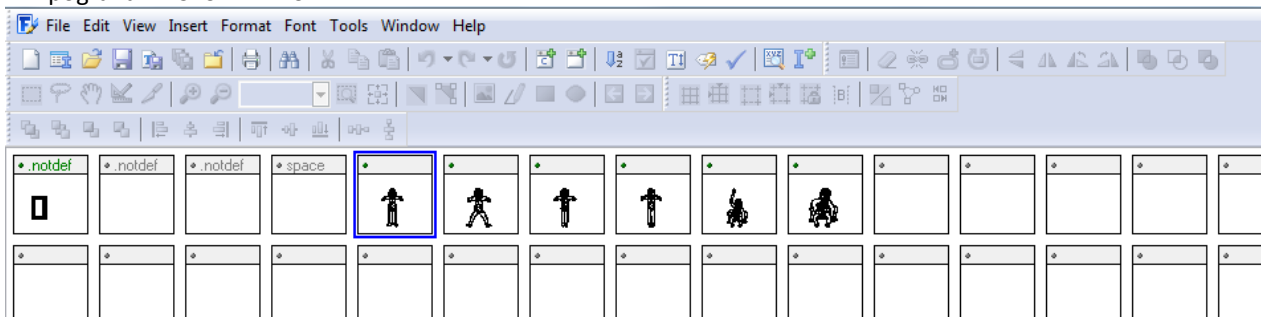 File Edit View Insert Format Font Tools Window Help
.notdef .notdef .notdef space